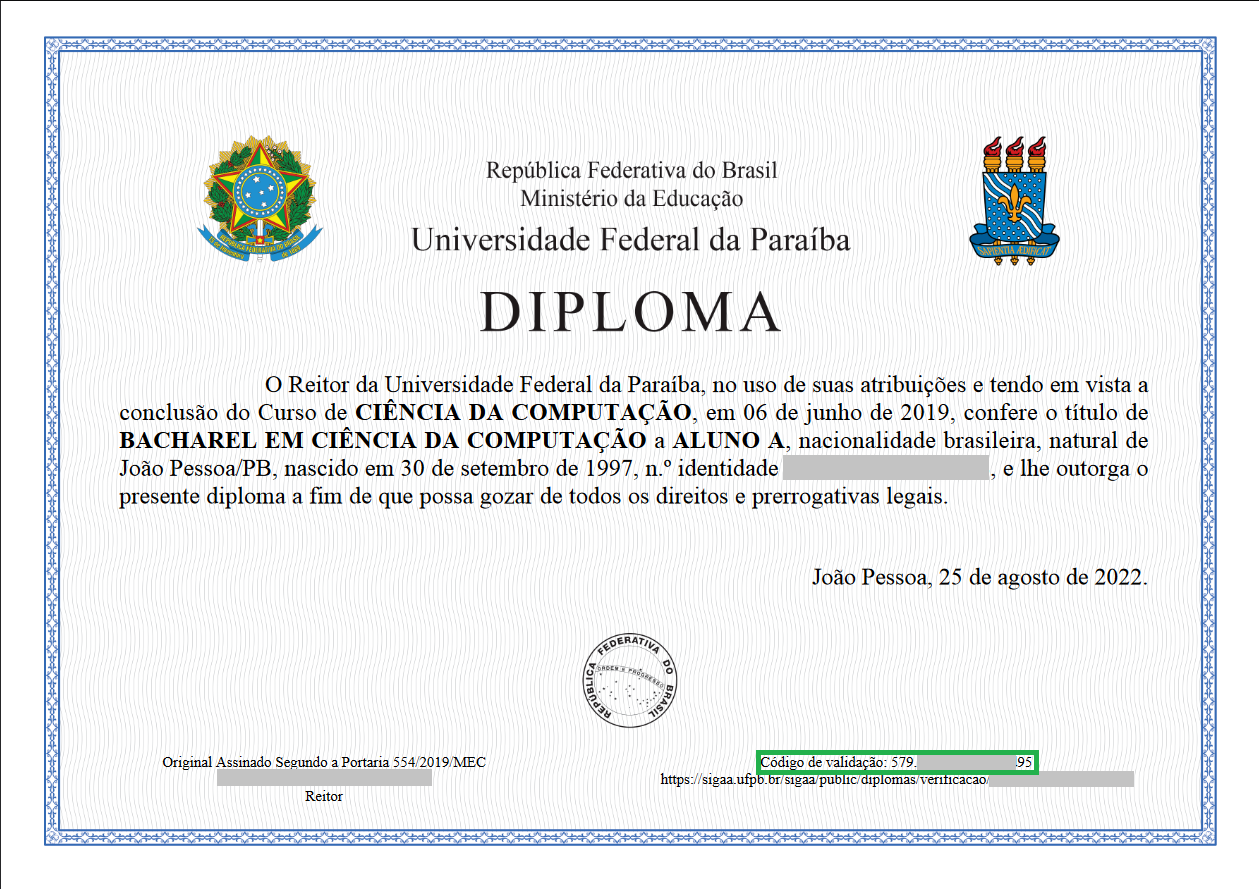 República Federativa do Brasil
Ministério da Educação
Universidade Federal da Paraíba
DIPLOMA
O Reitor da Universidade Federal da Paraíba, no uso de suas atribuições e tendo em vista a
conclusão do Curso de CIÊNCIA DA COMPUTAÇÃO, em 06 de junho de 2019, confere o título de
BACHAREL EM CIÊNCIA DA COMPUTAÇÃO a ALUNO A, nacionalidade brasileira, natural de
João Pessoa/PB, nascido em 30 de setembro de 1997, n.º identidade , e lhe outorga o
presente diploma a fim de que possa gozar de todos os direitos e prerrogativas legais.
João Pessoa, 25 de agosto de 2022.
REPÚBLICA FEDERATIVA DO BRASIL
ORDEM E PROGRESSO
Original Assinado Segundo a Portaria 554/2019/MEC
Reitor
Código de validação: 579. .95
https://sigaa.ufpb.br/sigaa/public/diplomas/verificacao/